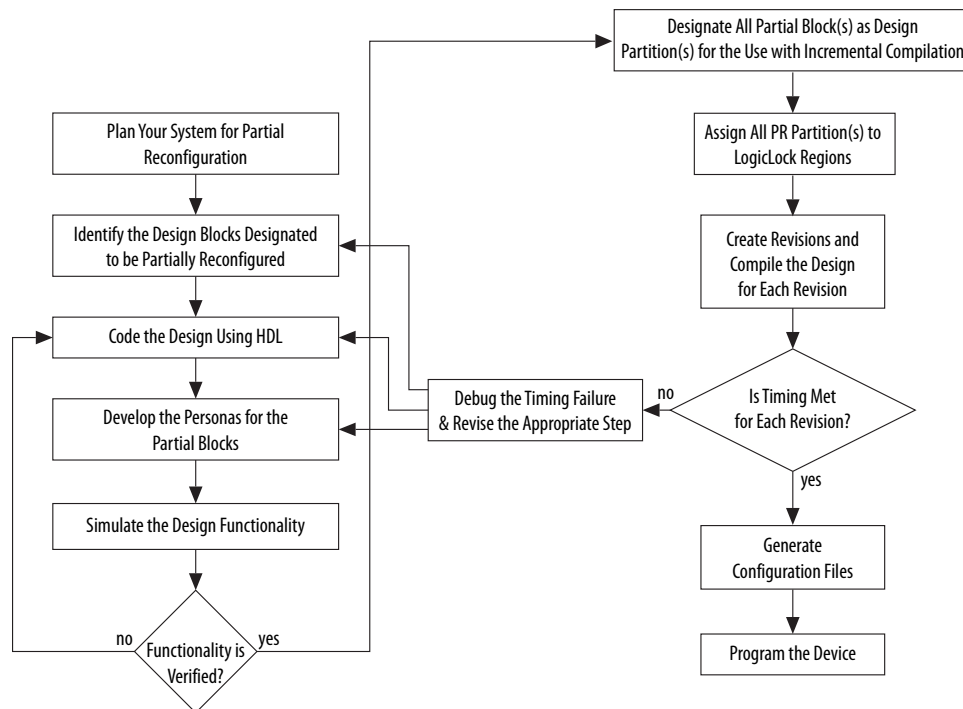 Plan Your System for Partial
Reconfiguration
Identify the Design Blocks Designated
to be Partially Reconfigured
Code the Design Using HDL
Develop the Personas for the
Partial Blocks
Simulate the Design Functionality
no
Functionality is
Verified?
yes
Designate All Partial Block(s) as Design
Partition(s) for the Use with Incremental Compilation
Assign All PR Partition(s) to
LogicLock Regions
Create Revisions and
Compile the Design
for Each Revision
Is Timing Met
for Each Revision?
no
Debug the Timing Failure
& Revise the Appropriate Step
yes
Generate
Configuration Files
Program the Device